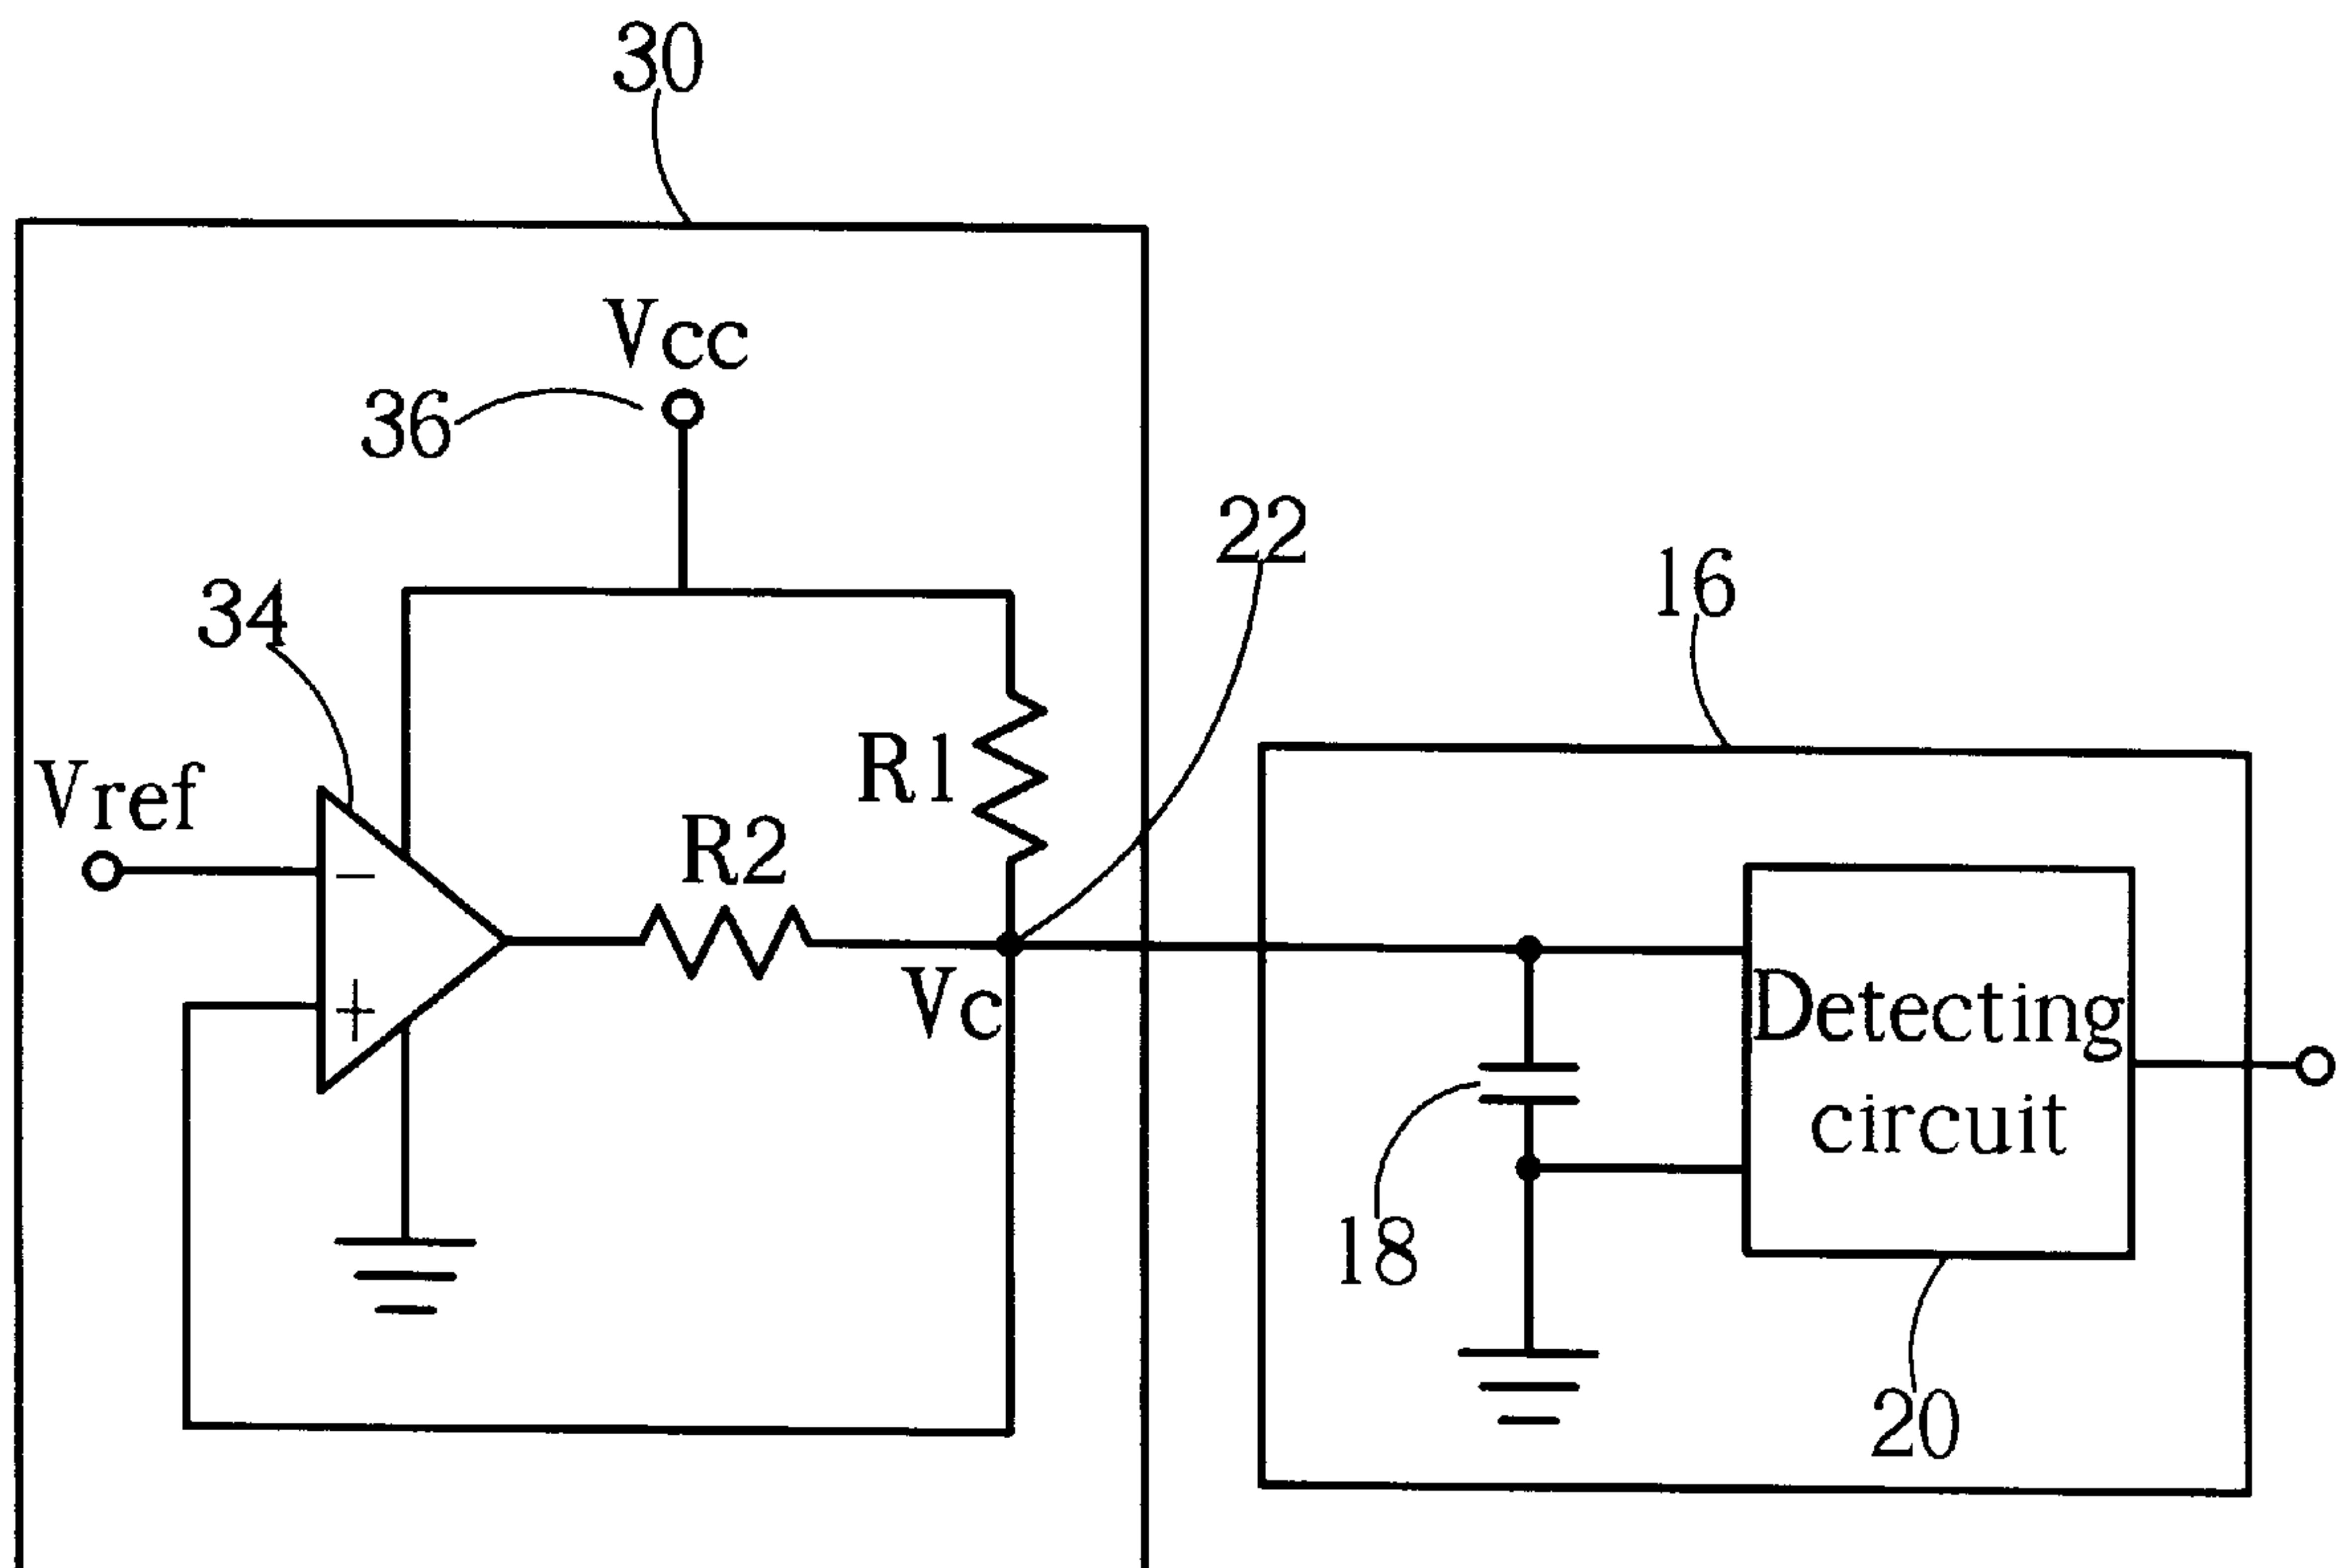 30
Vcc
36
22
16
34
R1
Vref
R2
−
+
Vc
Detecting
circuit
18
20